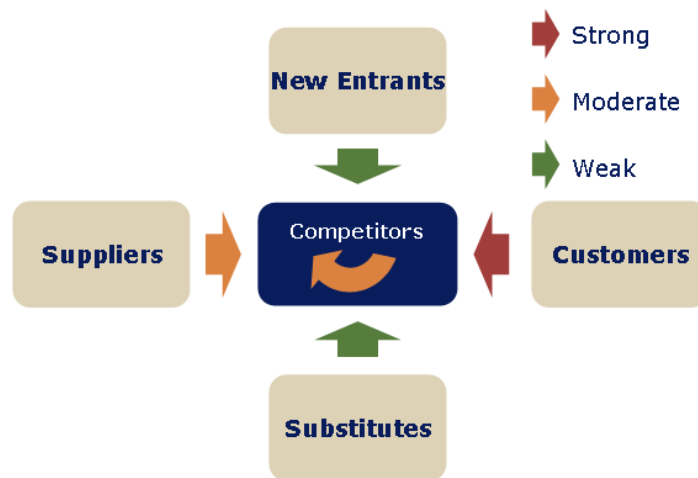 Strong
New Entrants
Moderate
Weak
Suppliers
Competitors
Customers
Substitutes